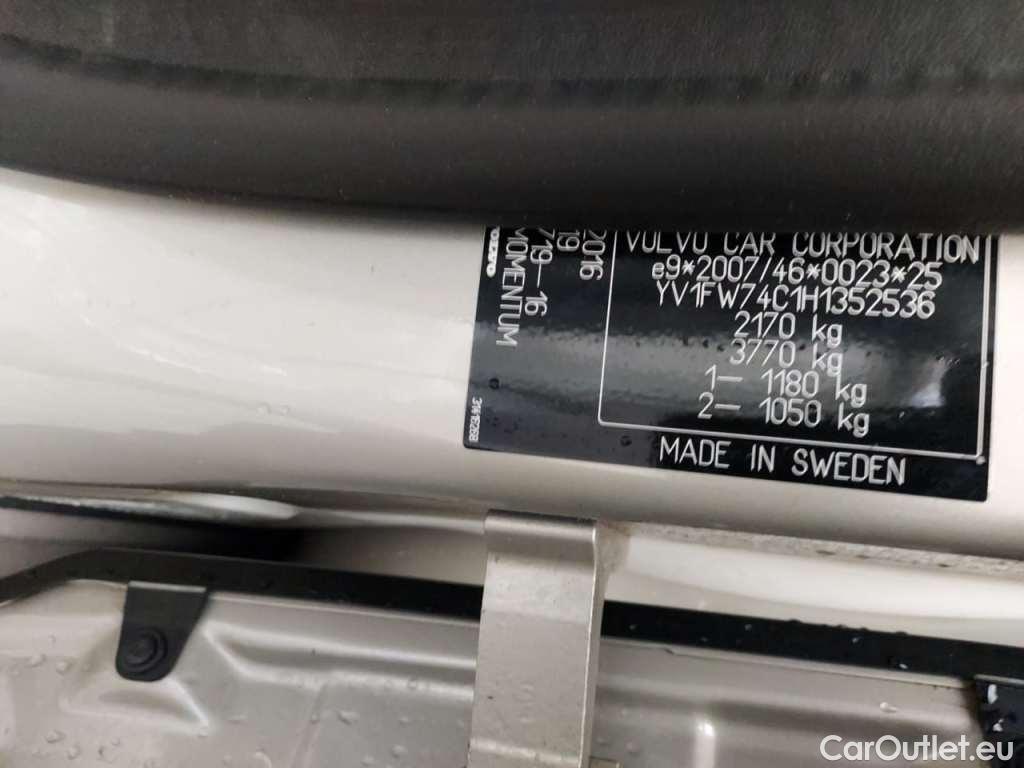 VOLVO CAR CORPORATION
e9*2007/46*0023*25
YV1FW74C1H1352536
2170 kg
3770 kg
1– 1180 kg
2– 1050 kg
MADE IN SWEDEN
2016
19
719–16
MOMENTUM
VOLVO
CarOutlet.eu